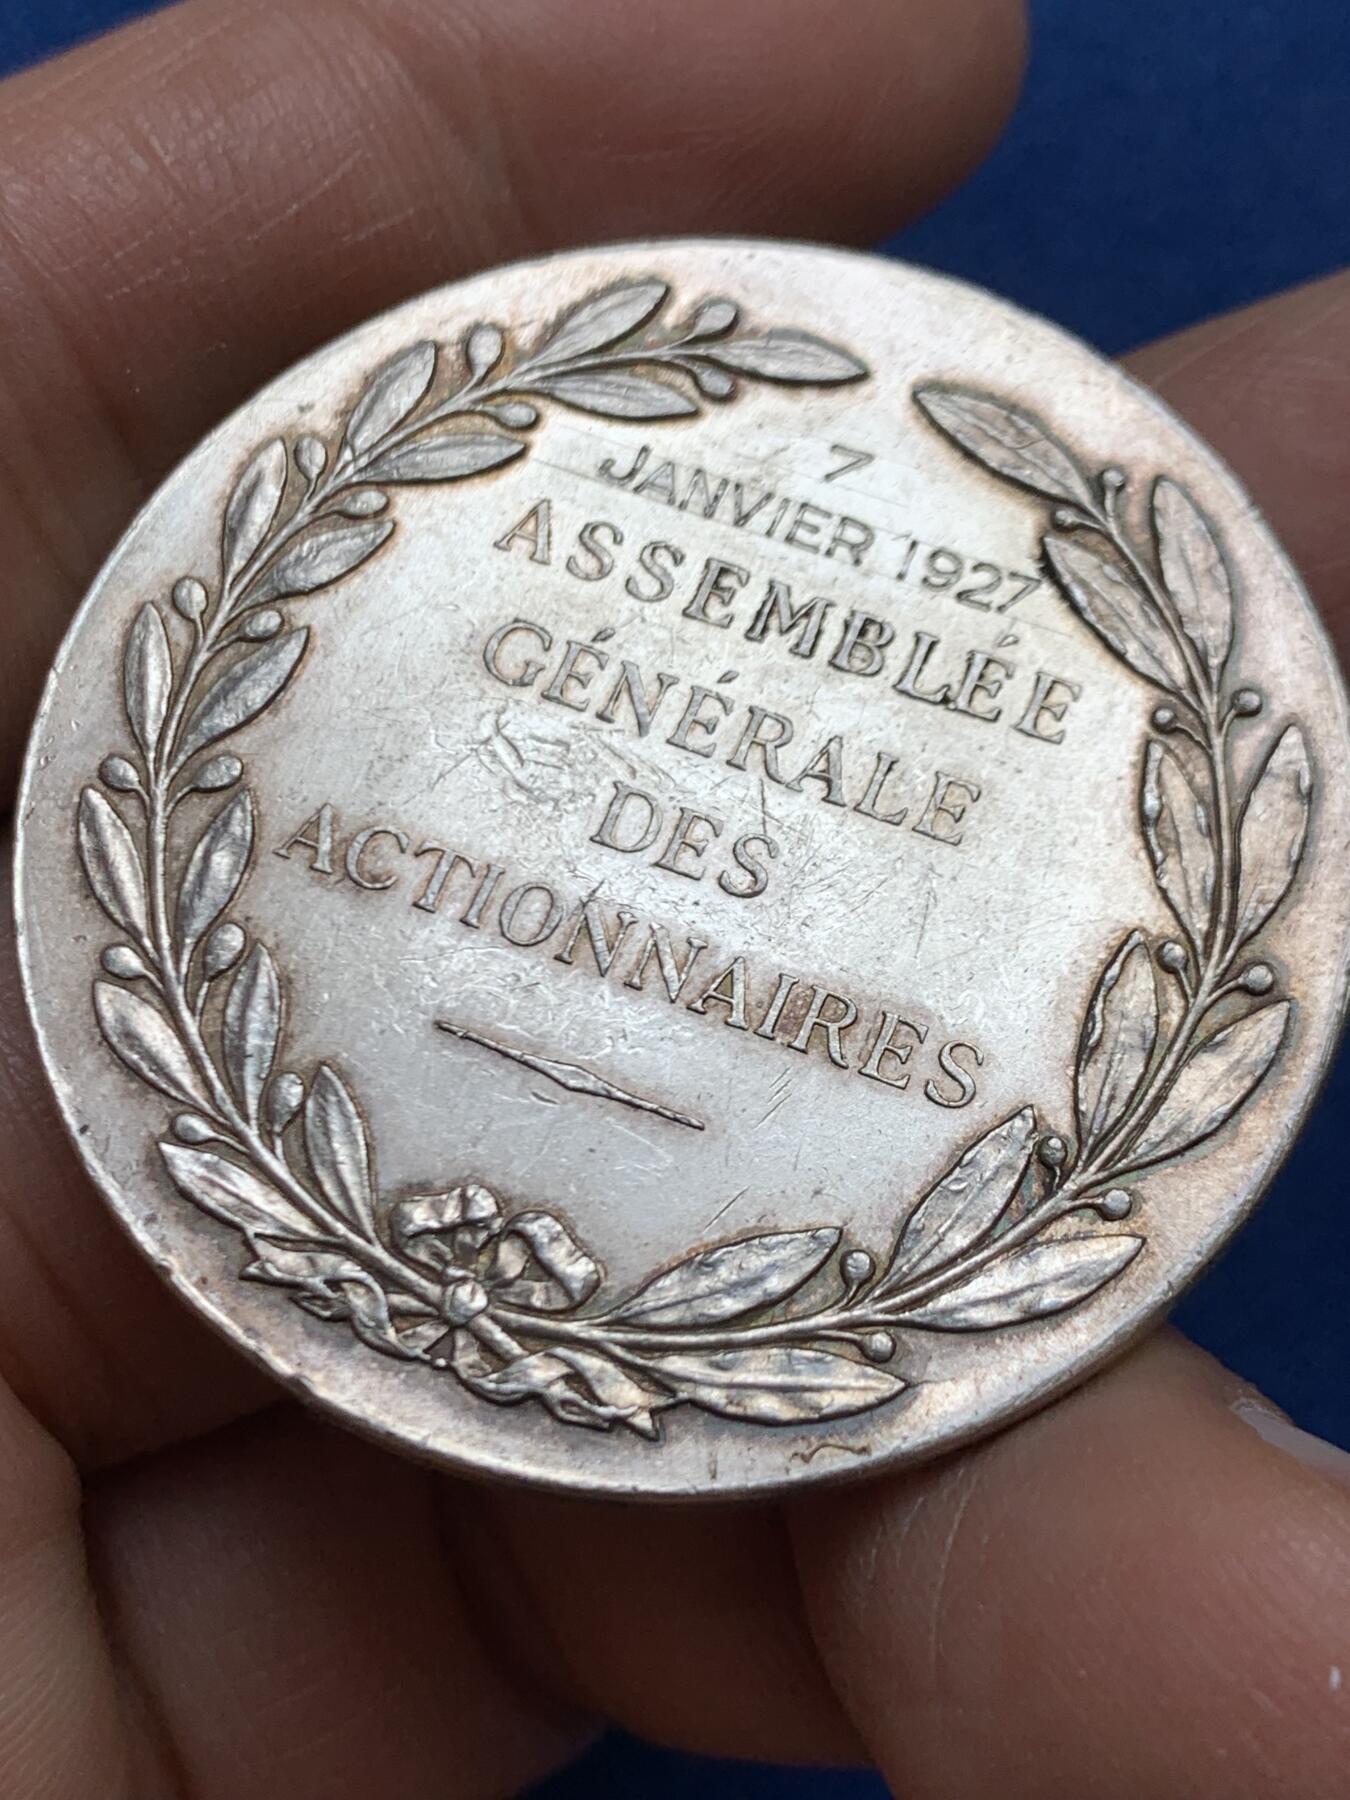 7
JANVIER 1927
ASSEMBLÉE
GÉNÉRALE
DES
ACTIONNAIRES